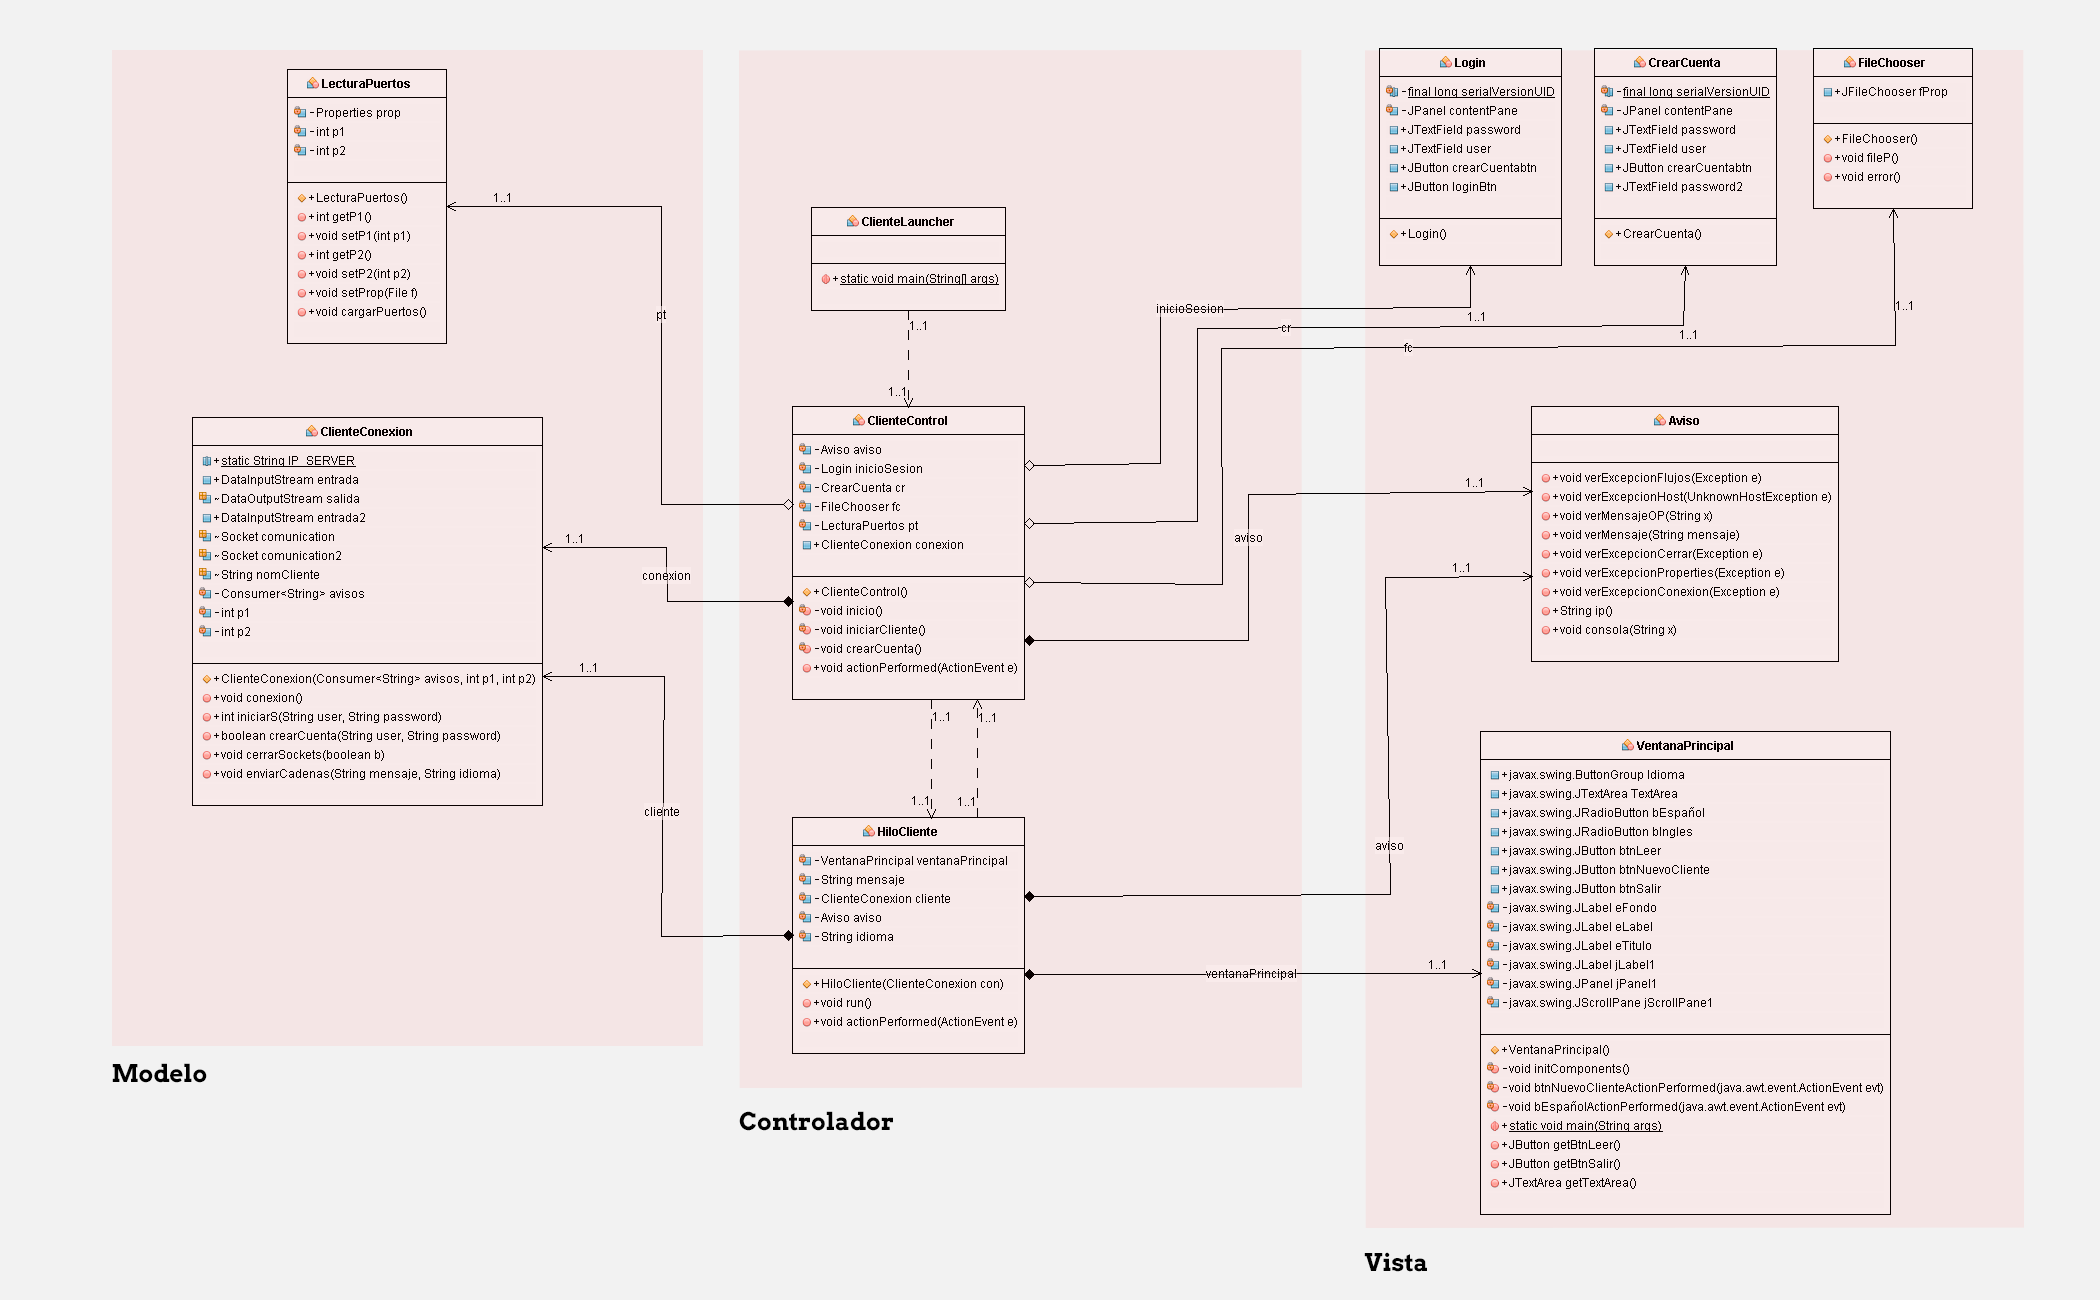 LecturaPuertos
-Properties prop
-int p1
-int p2
+LecturaPuertos()
+int getP1()
+void setP1(int p1)
+int getP2()
+void setP2(int p2)
+void setProp(File f)
+void cargarPuertos()
1..1
pt
ClienteConexion
+static String IP_SERVER
+DataInputStream entrada
~DataOutputStream salida
+DataInputStream entrada2
~Socket comunication
~Socket comunication2
~String nomCliente
-Consumer<String> avisos
-int p1
-int p2
+ClienteConexion(Consumer<String> avisos, int p1, int p2)
+void conexion()
+int iniciarS(String user, String password)
+boolean crearCuenta(String user, String password)
+void cerrarSockets(boolean b)
+void enviarCadenas(String mensaje, String idioma)
1..1
conexion
1..1
cliente
Modelo
ClienteLauncher
+static void main(String[] args)
1..1
1..1
ClienteControl
-Aviso aviso
-Login inicioSesion
-CrearCuenta cr
-FileChooser fc
-LecturaPuertos pt
+ClienteConexion conexion
+ClienteControl()
-void inicio()
-void iniciarCliente()
-void crearCuenta()
+void actionPerformed(ActionEvent e)
1..1
1..1
1..1
1..1
HiloCliente
-VentanaPrincipal ventanaPrincipal
-String mensaje
-ClienteConexion cliente
-Aviso aviso
-String idioma
+HiloCliente(ClienteConexion con)
+void run()
+void actionPerformed(ActionEvent e)
Controlador
inicioSesion
1..1
cr
1..1
fc
1..1
aviso
1..1
aviso
1..1
ventanaPrincipal
1..1
Login
-final long serialVersionUID
-JPanel contentPane
+JTextField password
+JTextField user
+JButton crearCuentabtn
+JButton loginBtn
+Login()
CrearCuenta
-final long serialVersionUID
-JPanel contentPane
+JTextField password
+JTextField user
+JButton crearCuentabtn
+JTextField password2
+CrearCuenta()
FileChooser
+JFileChooser fProp
+FileChooser()
+void fileP()
+void error()
Aviso
+void verExcepcionFlujos(Exception e)
+void verExcepcionHost(UnknownHostException e)
+void verMensajeOP(String x)
+void verMensaje(String mensaje)
+void verExcepcionCerrar(Exception e)
+void verExcepcionProperties(Exception e)
+void verExcepcionConexion(Exception e)
+String ip()
+void consola(String x)
VentanaPrincipal
+javax.swing.ButtonGroup Idioma
+javax.swing.JTextArea TextArea
+javax.swing.JRadioButton bEspañol
+javax.swing.JRadioButton bIngles
+javax.swing.JButton btnLeer
+javax.swing.JButton btnNuevoCliente
+javax.swing.JButton btnSalir
-javax.swing.JLabel eFondo
-javax.swing.JLabel eLabel
-javax.swing.JLabel eTitulo
-javax.swing.JLabel jLabel1
-javax.swing.JPanel jPanel1
-javax.swing.JScrollPane jScrollPane1
+VentanaPrincipal()
-void initComponents()
-void btnNuevoClienteActionPerformed(java.awt.event.ActionEvent evt)
-void bEspañolActionPerformed(java.awt.event.ActionEvent evt)
+static void main(String args)
+JButton getBtnLeer()
+JButton getBtnSalir()
+JTextArea getTextArea()
Vista